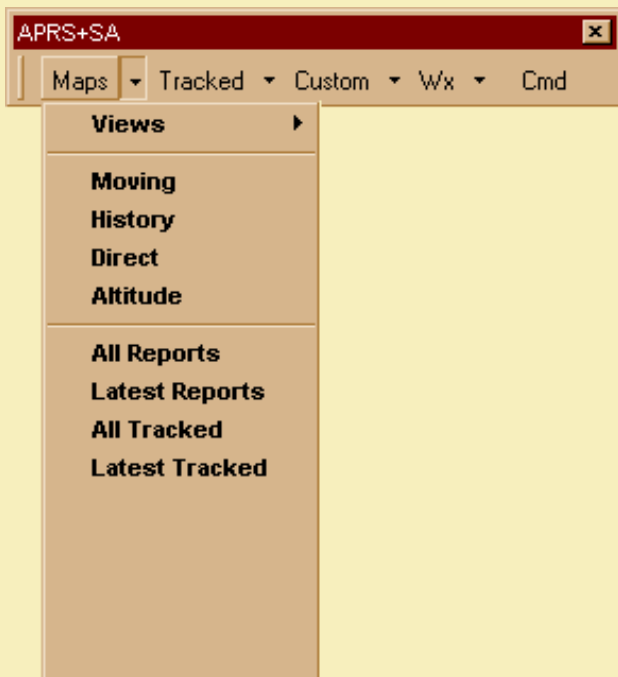 APRS+SA
Maps Tracked Custom Wx Cmd
Views
Moving
History
Direct
Altitude
All Reports
Latest Reports
All Tracked
Latest Tracked